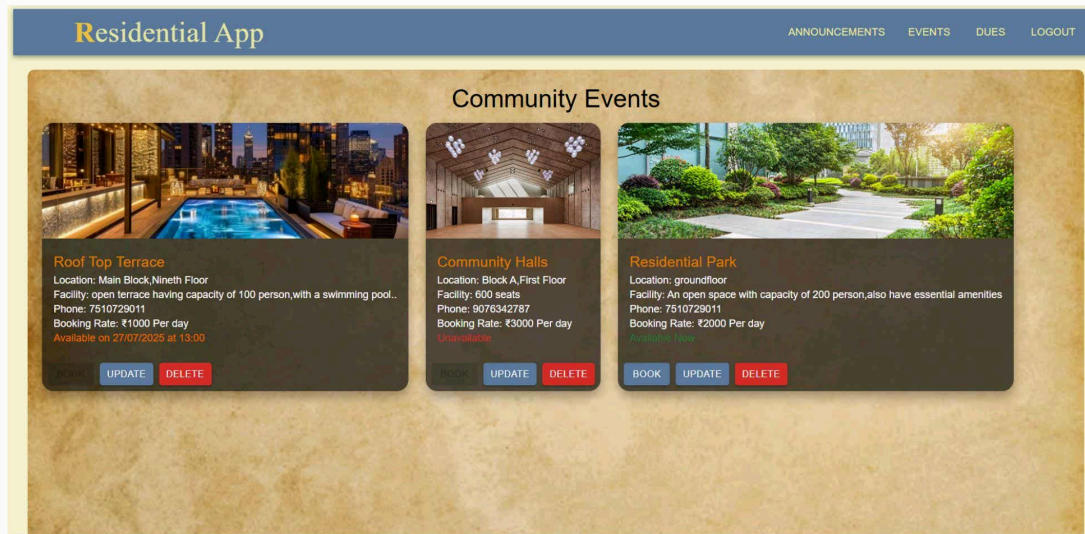 Residential App
ANNOUNCEMENTS EVENTS DUES LOGOUT
Community Events
Roof Top Terrace
Location: Main Block,Nineth Floor
Facility: open terrace having capacity of 100 person,with a swimming pool..
Phone: 7510729011
Booking Rate: ₹1000 Per day
Available on 27/07/2025 at 13:00
BOOK UPDATE DELETE
Community Halls
Location: Block A,First Floor
Facility: 600 seats
Phone: 9076342787
Booking Rate: ₹3000 Per day
Unavailable
BOOK UPDATE DELETE
Residential Park
Location: groundfloor
Facility: An open space with capacity of 200 person,also have essential amenities
Phone: 7510729011
Booking Rate: ₹2000 Per day
Available Now
BOOK UPDATE DELETE